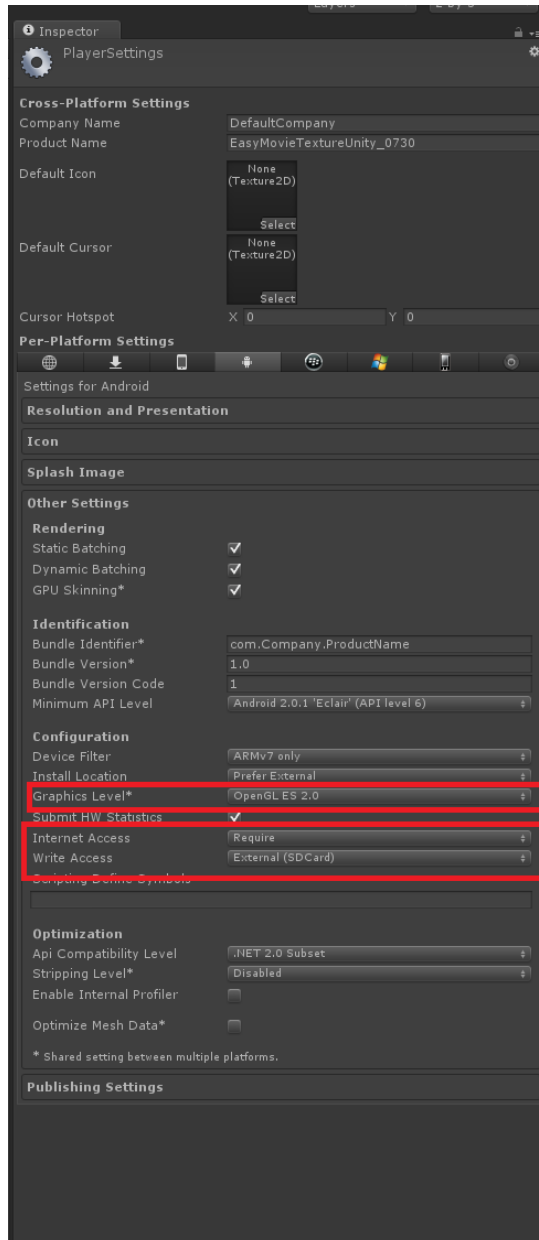 Inspector
PlayerSettings
Cross-Platform Settings
Company Name DefaultCompany
Product Name EasyMovieTextureUnity_0730
Default Icon None
(Texture2D)
Select
Default Cursor None
(Texture2D)
Select
Cursor Hotspot X 0 Y 0
Per-Platform Settings
Settings for Android
Resolution and Presentation
Icon
Splash Image
Other Settings
Rendering
Static Batching
Dynamic Batching
GPU Skinning*
Identification
Bundle Identifier* com.Company.ProductName
Bundle Version* 1.0
Bundle Version Code 1
Minimum API Level Android 2.0.1 'Eclair' (API level 6)
Configuration
Device Filter ARMv7 only
Install Location Prefer External
Graphics Level* OpenGL ES 2.0
Submit HW Statistics
Internet Access Require
Write Access External (SDCard)
Scripting Define Symbols
Optimization
Api Compatibility Level .NET 2.0 Subset
Stripping Level* Disabled
Enable Internal Profiler
Optimize Mesh Data*
* Shared setting between multiple platforms.
Publishing Settings